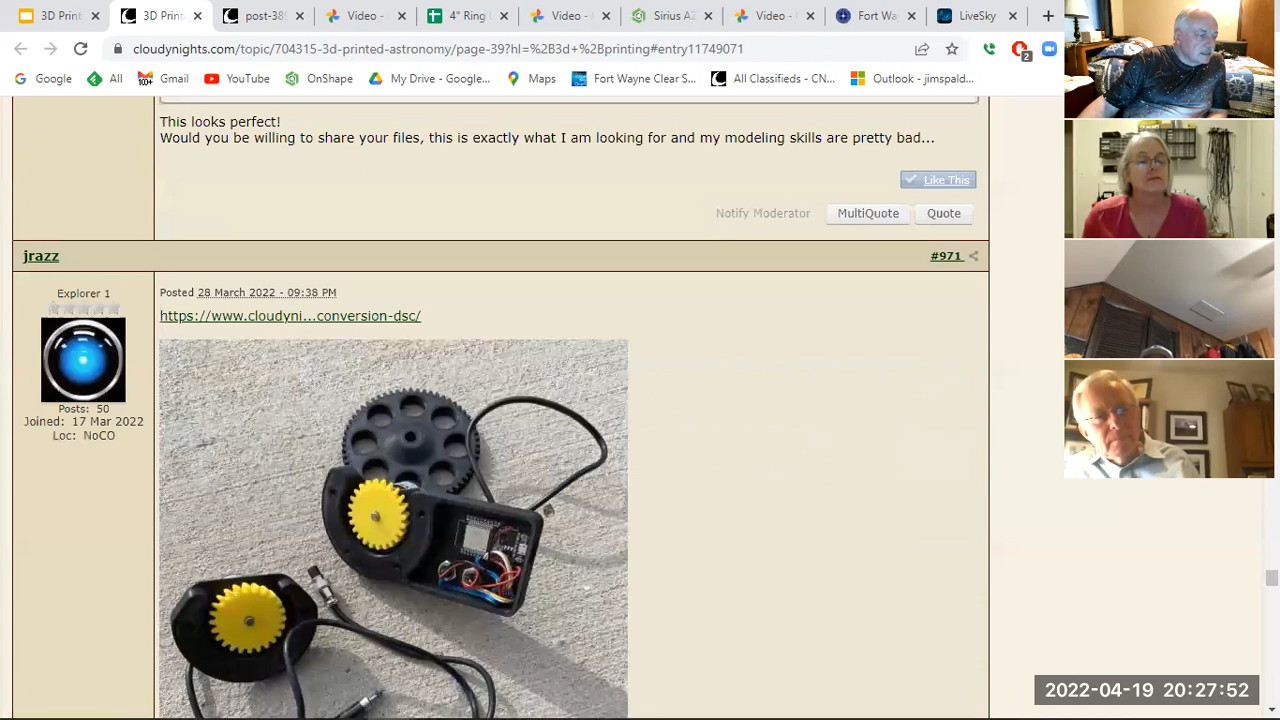 3D Print
3D Print
post-38
Video -
Ring
Video -
Sirius AZ
Video -
Fort Way
LiveSky
cloudynights.com/topic/704315-3d-pr
conomy/page-39?hl=%2B3d+%2Bprinting#entry11749071
2
Google
All
Gmail
YouTube
OnShape
My Drive - Google...
Maps
Fort Wayne Clear S...
All Classifieds - CN...
Outlook - jimspald...
This looks perfect!
Would you be willing to share your files, this is exactly what I am looking for and my modeling skills are pretty bad...
Like This
Notify Moderator
MultiQuote
Quote
jrazz
#971
Explorer 1
Posts: 50
Joined: 17 Mar 2022
Loc: NoCO
Posted 28 March 2022 - 09:38 PM
https://www.cloudyni...conversion-dsc/
2022-04-19 20:27:52